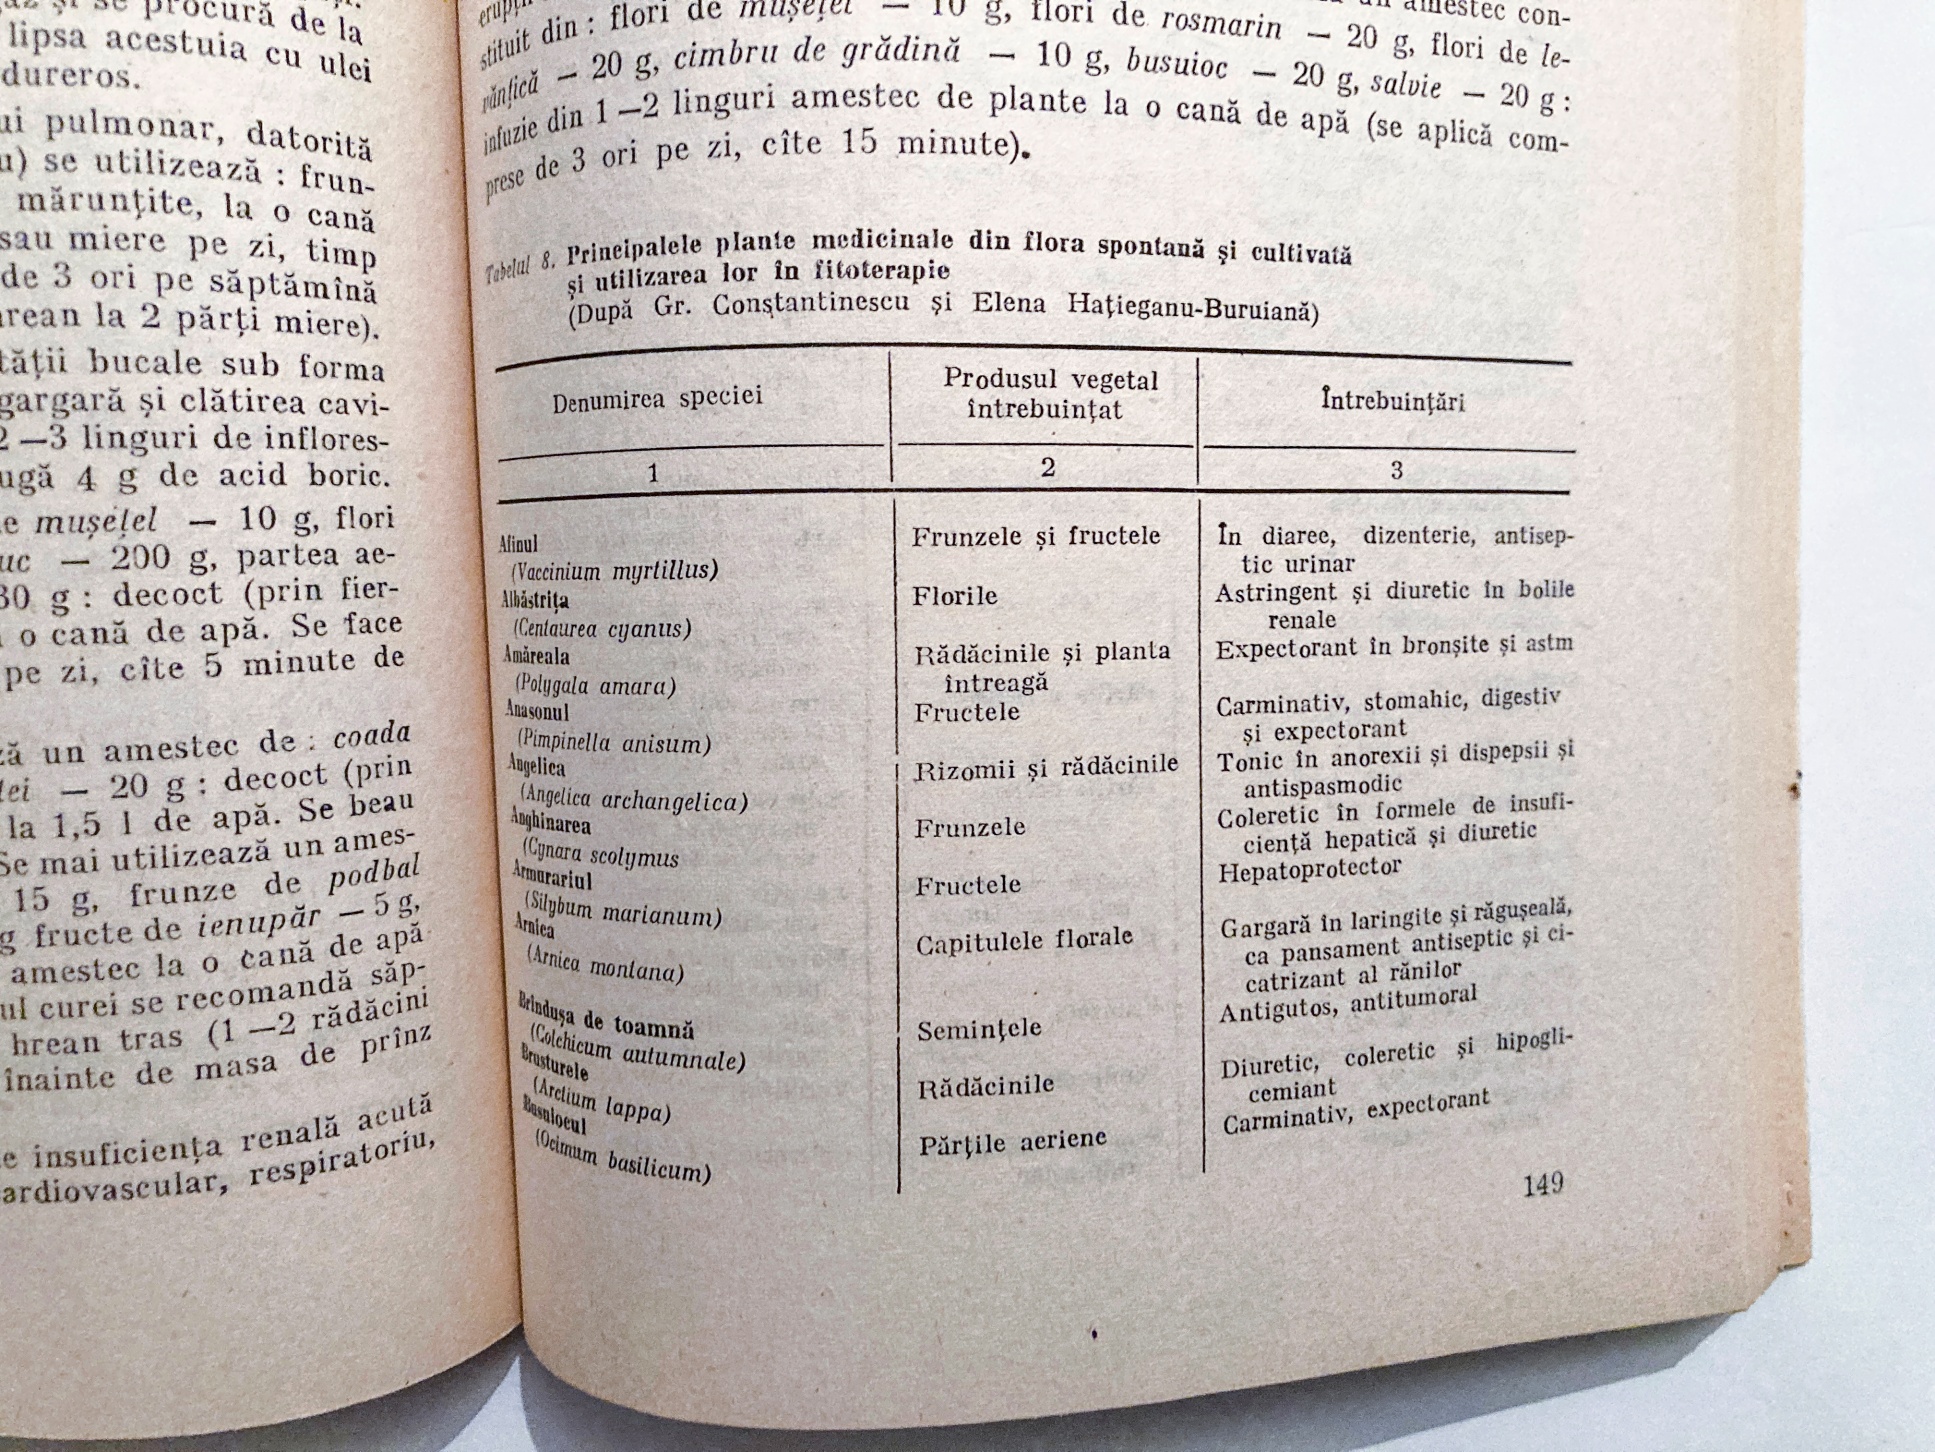 și se procură de la
lipsa acestuia cu ulei
dureros.
ui pulmonar, datorită
u) se utilizează : frun-
mărunțite, la o cană
sau miere pe zi, timp
de 3 ori pe săptămînă
rean la 2 părți miere).
tății bucale sub forma
gargară și clătirea cavi-
2 —3 linguri de inflores-
ugă 4 g de acid boric.
e mușețel — 10 g, flori
uc — 200 g, partea ae-
30 g : decoct (prin fier-
o cană de apă. Se face
pe zi, cîte 5 minute de
ză un amestec de : coada
tei — 20 g : decoct (prin
la 1,5 l de apă. Se beau
Se mai utilizează un ames-
15 g, frunze de podbal
g fructe de ienupăr — 5 g,
amestec la o cană de apă
ul curei se recomandă săp-
hrean tras (1 —2 rădăcini
înainte de masa de prînz
e insuficiența renală acută
ardiovascular, respiratoriu,
amestec con-
stituit din : flori de mușețel — 10 g, flori de rosmarin — 20 g, flori de le-
vănțică — 20 g, cimbru de grădină — 10 g, busuioc — 20 g, salvie — 20 g :
infuzie din 1 —2 linguri amestec de plante la o cană de apă (se aplică com-
prese de 3 ori pe zi, cîte 15 minute).
Tabelul 8. Principalele plante medicinale din flora spontană și cultivată
și utilizarea lor în fitoterapie
(După Gr. Constantinescu și Elena Hațieganu-Buruiană)
Denumirea speciei
Produsul vegetal
întrebuințat
Întrebuințări
1
2
3
Afinul
(Vaccinium myrtillus)
Frunzele și fructele
În diaree, dizenterie, antisep-
tic urinar
Albăstrița
(Centaurea cyanus)
Florile
Astringent și diuretic în bolile
renale
Amăreala
(Polygala amara)
Rădăcinile și planta
întreagă
Expectorant în bronșite și astm
Anasonul
(Pimpinella anisum)
Fructele
Carminativ, stomahic, digestiv
și expectorant
Angelica
(Angelica archangelica)
Rizomii și rădăcinile
Tonic în anorexii și dispepsii și
antispasmodic
Anghinarea
(Cynara scolymus
Frunzele
Coleretic în formele de insufi-
ciență hepatică și diuretic
Armurariul
(Silybum marianum)
Fructele
Hepatoprotector
Arnica
(Arnica montana)
Capitulele florale
Gargară în laringite și răgușeală,
ca pansament antiseptic și ci-
catrizant al rănilor
Brîndușa de toamnă
(Colchicum autumnale)
Semințele
Antigutos, antitumoral
Brusturele
(Arctium lappa)
Rădăcinile
Diuretic, coleretic și hipogli-
cemiant
Busuiocul
(Ocimum basilicum)
Părțile aeriene
Carminativ, expectorant
149